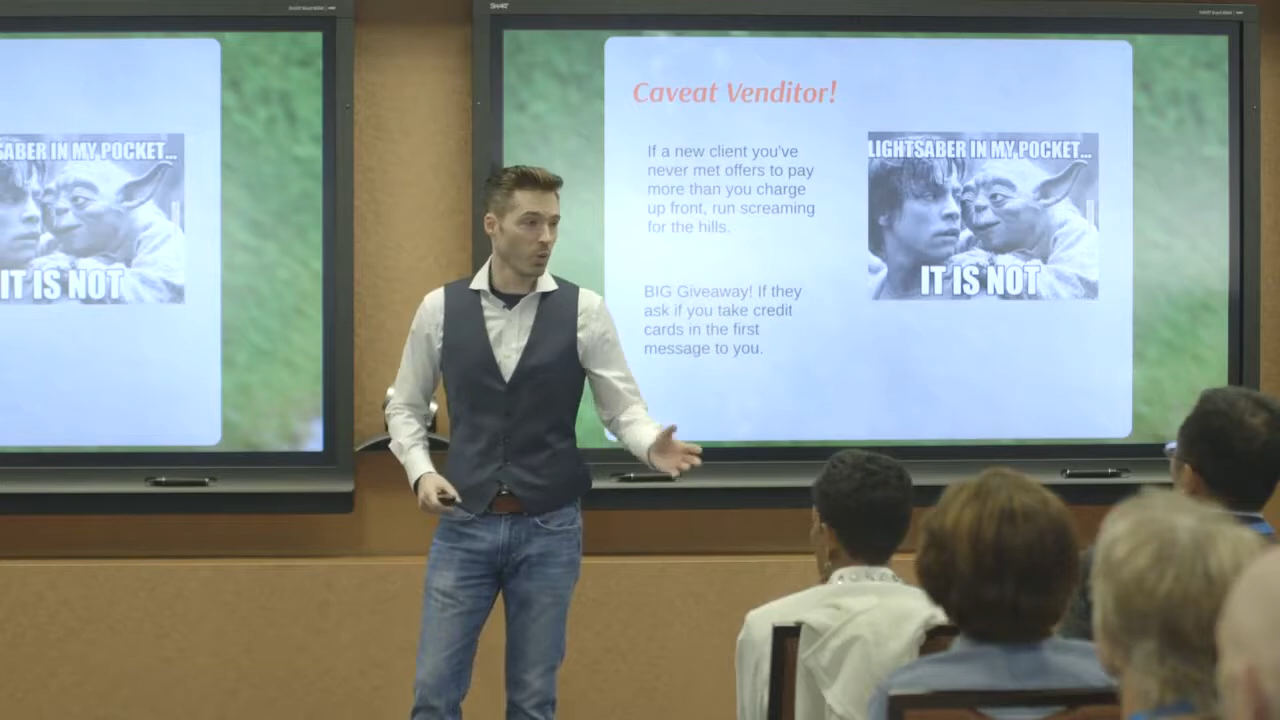 SMART
SABER IN MY POCKET...
IT IS NOT
Caveat Venditor!
If a new client you've
never met offers to pay
more than you charge
up front, run screaming
for the hills.
BIG Giveaway! If they
ask if you take credit
cards in the first
message to you.
LIGHTSABER IN MY POCKET...
IT IS NOT